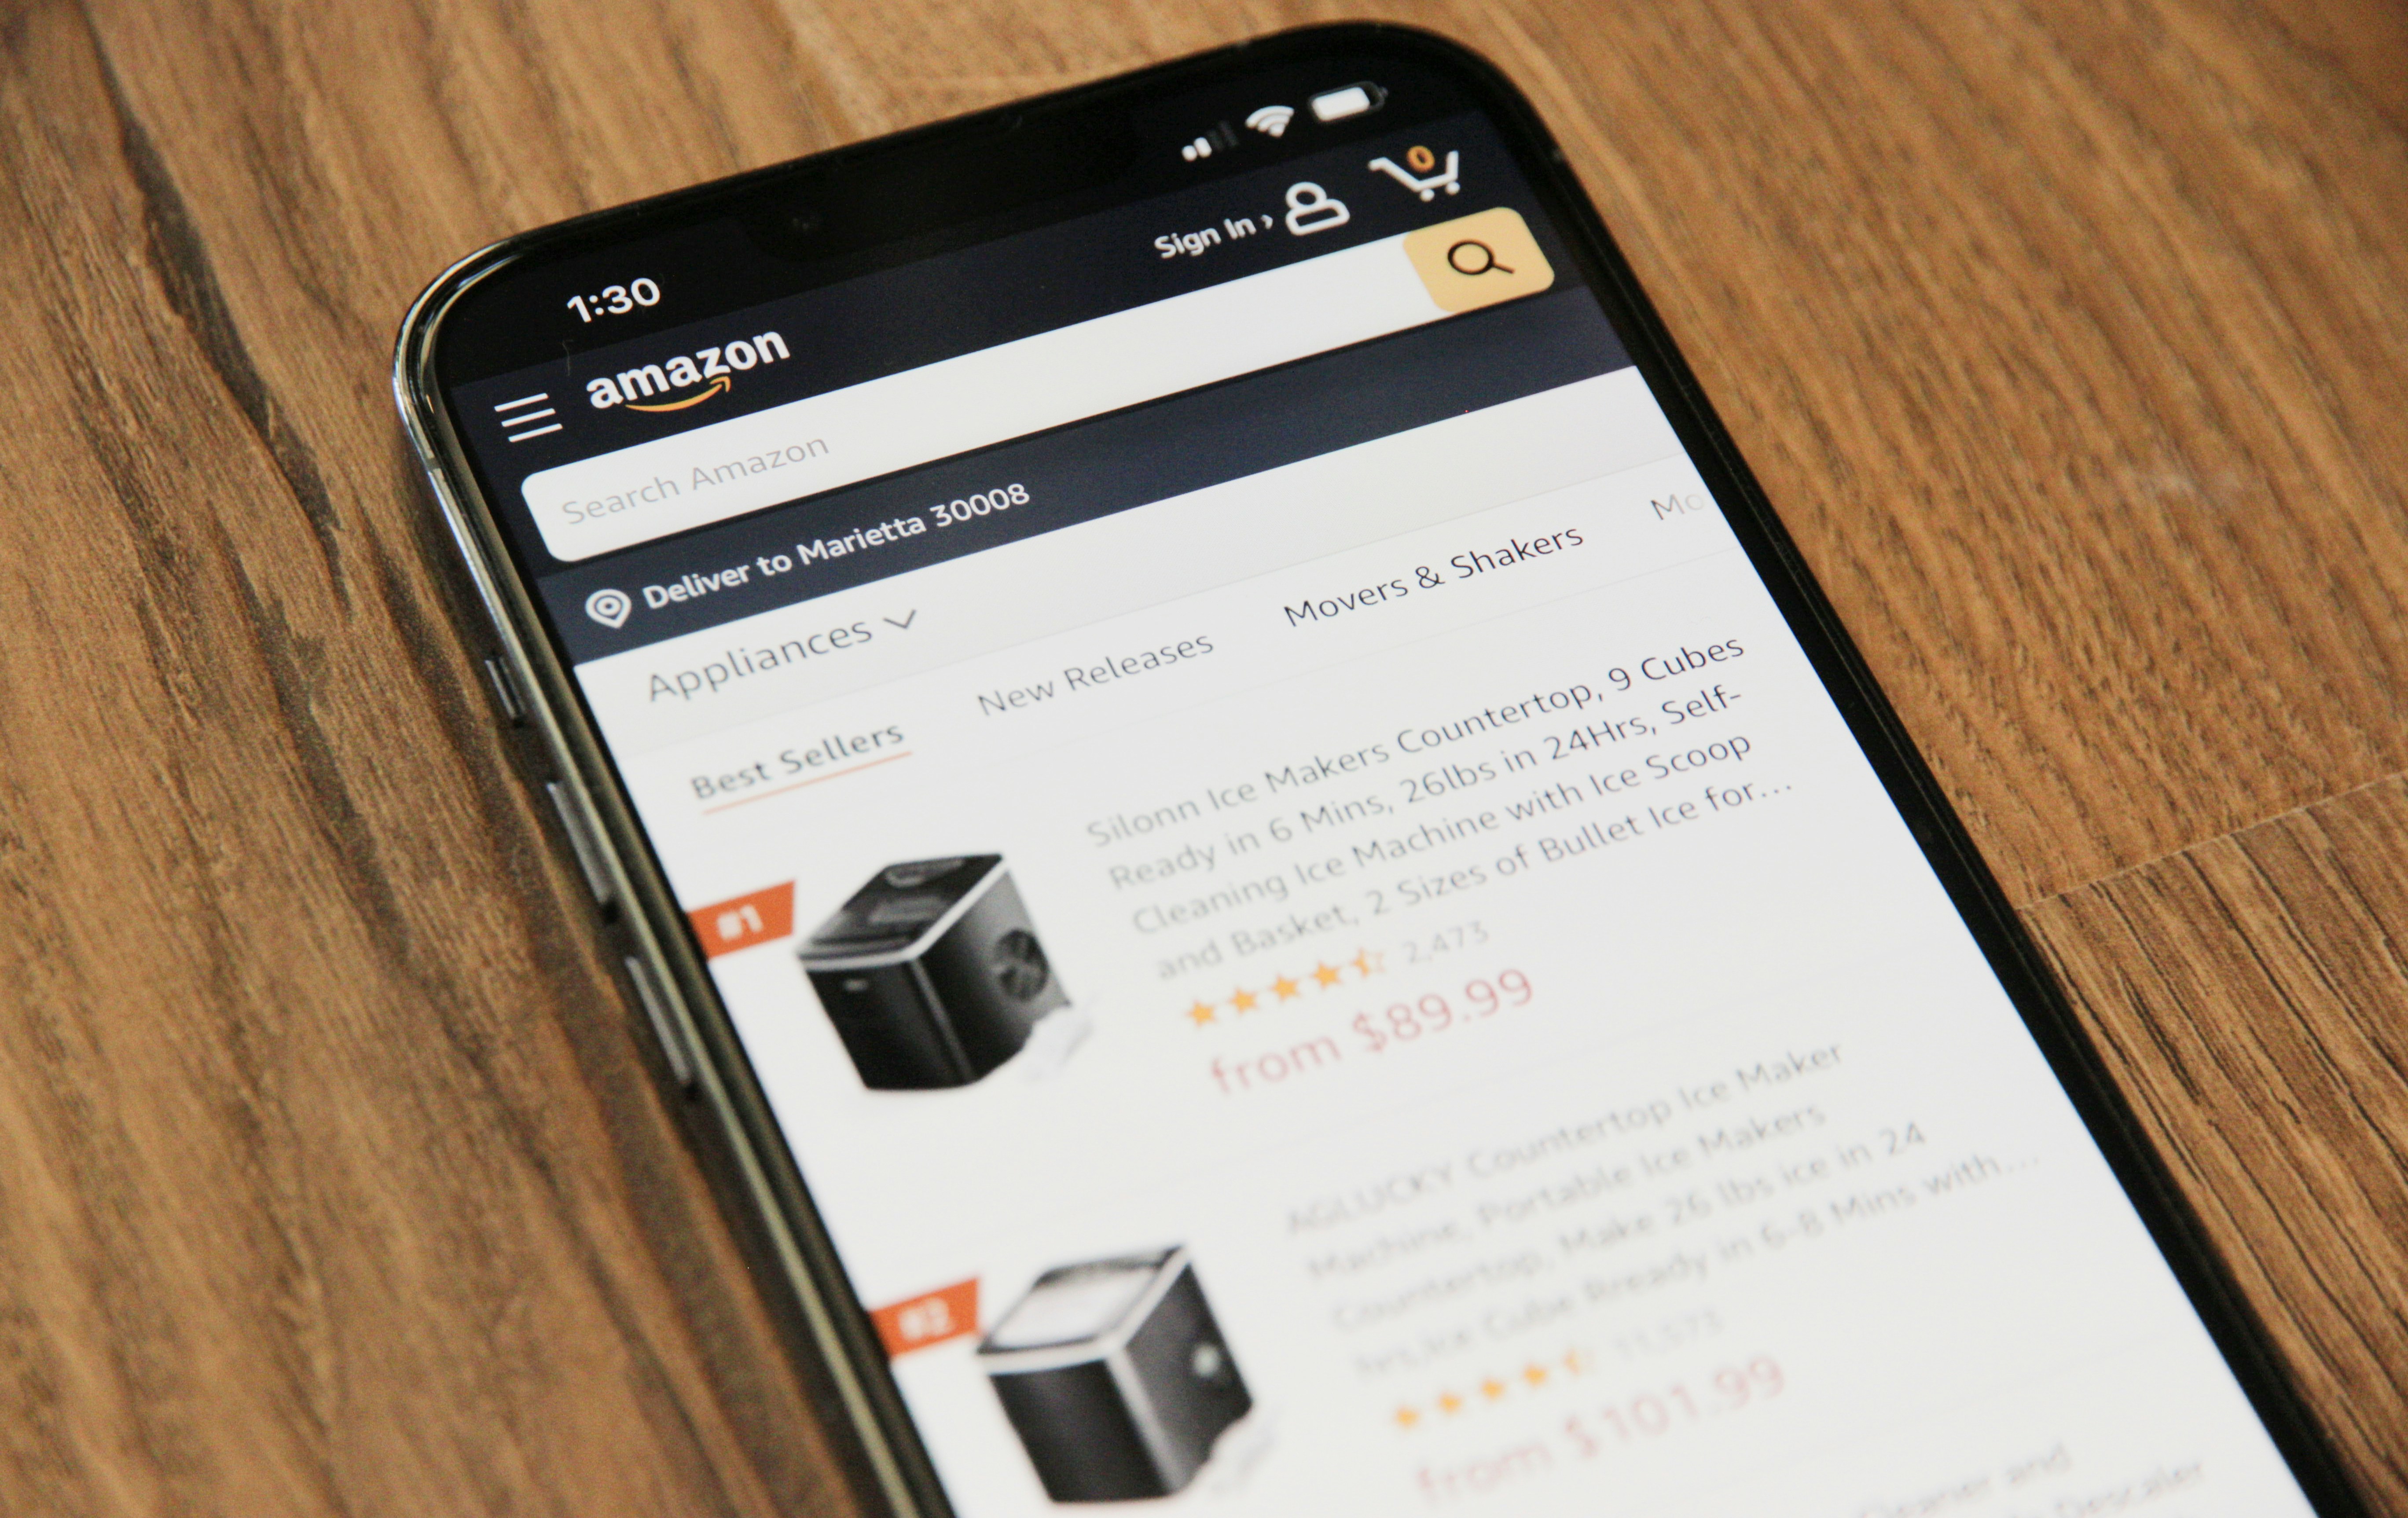 1:30
amazon
Sign In ›
0
Search Amazon
Deliver to Marietta 30008
Appliances
Best Sellers
New Releases
Movers & Shakers
Mo
#1
Silonn Ice Makers Countertop, 9 Cubes
Ready in 6 Mins, 26lbs in 24Hrs, Self-
Cleaning Ice Machine with Ice Scoop
and Basket, 2 Sizes of Bullet Ice for...
2,473
from $89.99
#2
AGLUCKY Countertop Ice Maker
Machine, Portable Ice Makers
Countertop, Make 26 lbs ice in 24
hrs,Ice Cube Rready in 6-8 Mins with...
from $101.99
Cleaner and
Descaler